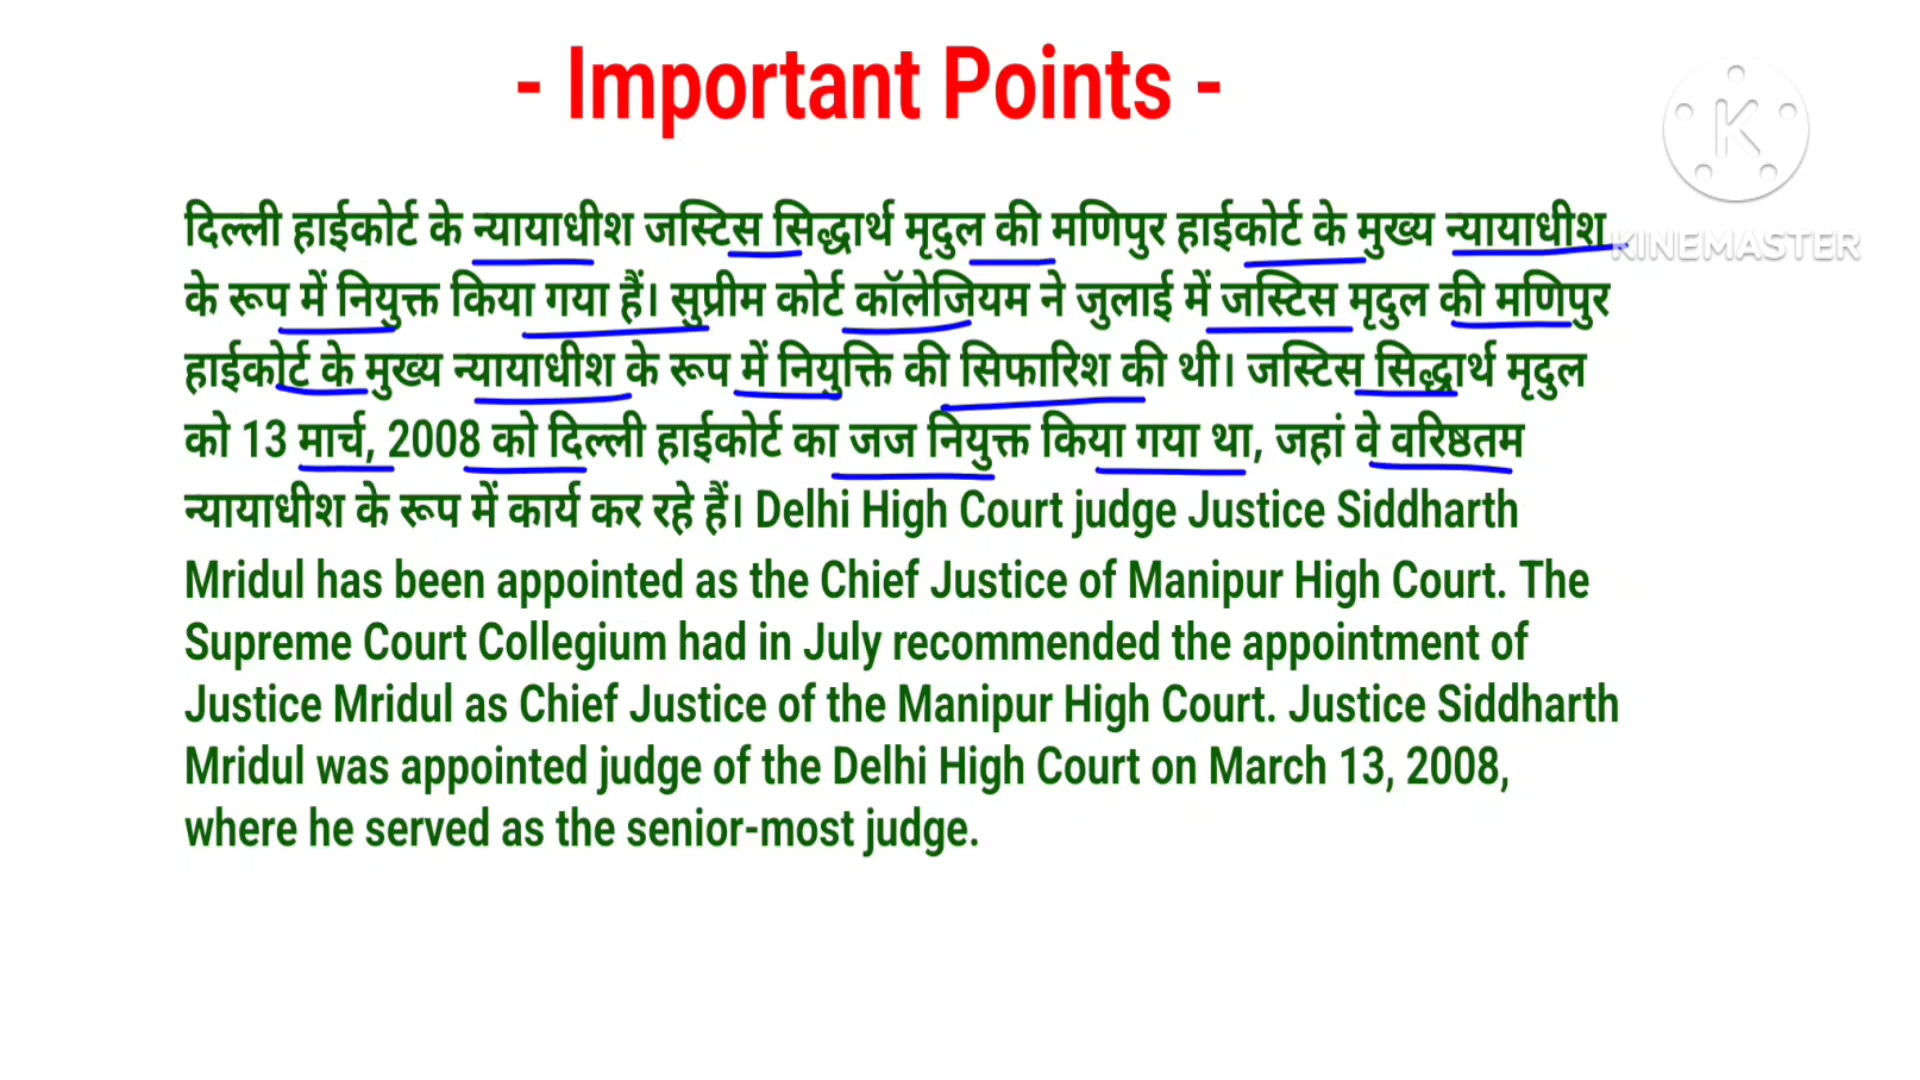 - Important Points -
K
KINEMASTER
दिल्ली हाईकोर्ट के न्यायाधीश जस्टिस सिद्धार्थ मृदुल की मणिपुर हाईकोर्ट के मुख्य न्यायाधीश
के रूप में नियुक्त किया गया हैं। सुप्रीम कोर्ट कॉलेजियम ने जुलाई में जस्टिस मृदुल की मणिपुर
हाईकोर्ट के मुख्य न्यायाधीश के रूप में नियुक्ति की सिफारिश की थी। जस्टिस सिद्धार्थ मृदुल
को 13 मार्च, 2008 को दिल्ली हाईकोर्ट का जज नियुक्त किया गया था, जहां वे वरिष्ठतम
न्यायाधीश के रूप में कार्य कर रहे हैं। Delhi High Court judge Justice Siddharth
Mridul has been appointed as the Chief Justice of Manipur High Court. The
Supreme Court Collegium had in July recommended the appointment of
Justice Mridul as Chief Justice of the Manipur High Court. Justice Siddharth
Mridul was appointed judge of the Delhi High Court on March 13, 2008,
where he served as the senior-most judge.